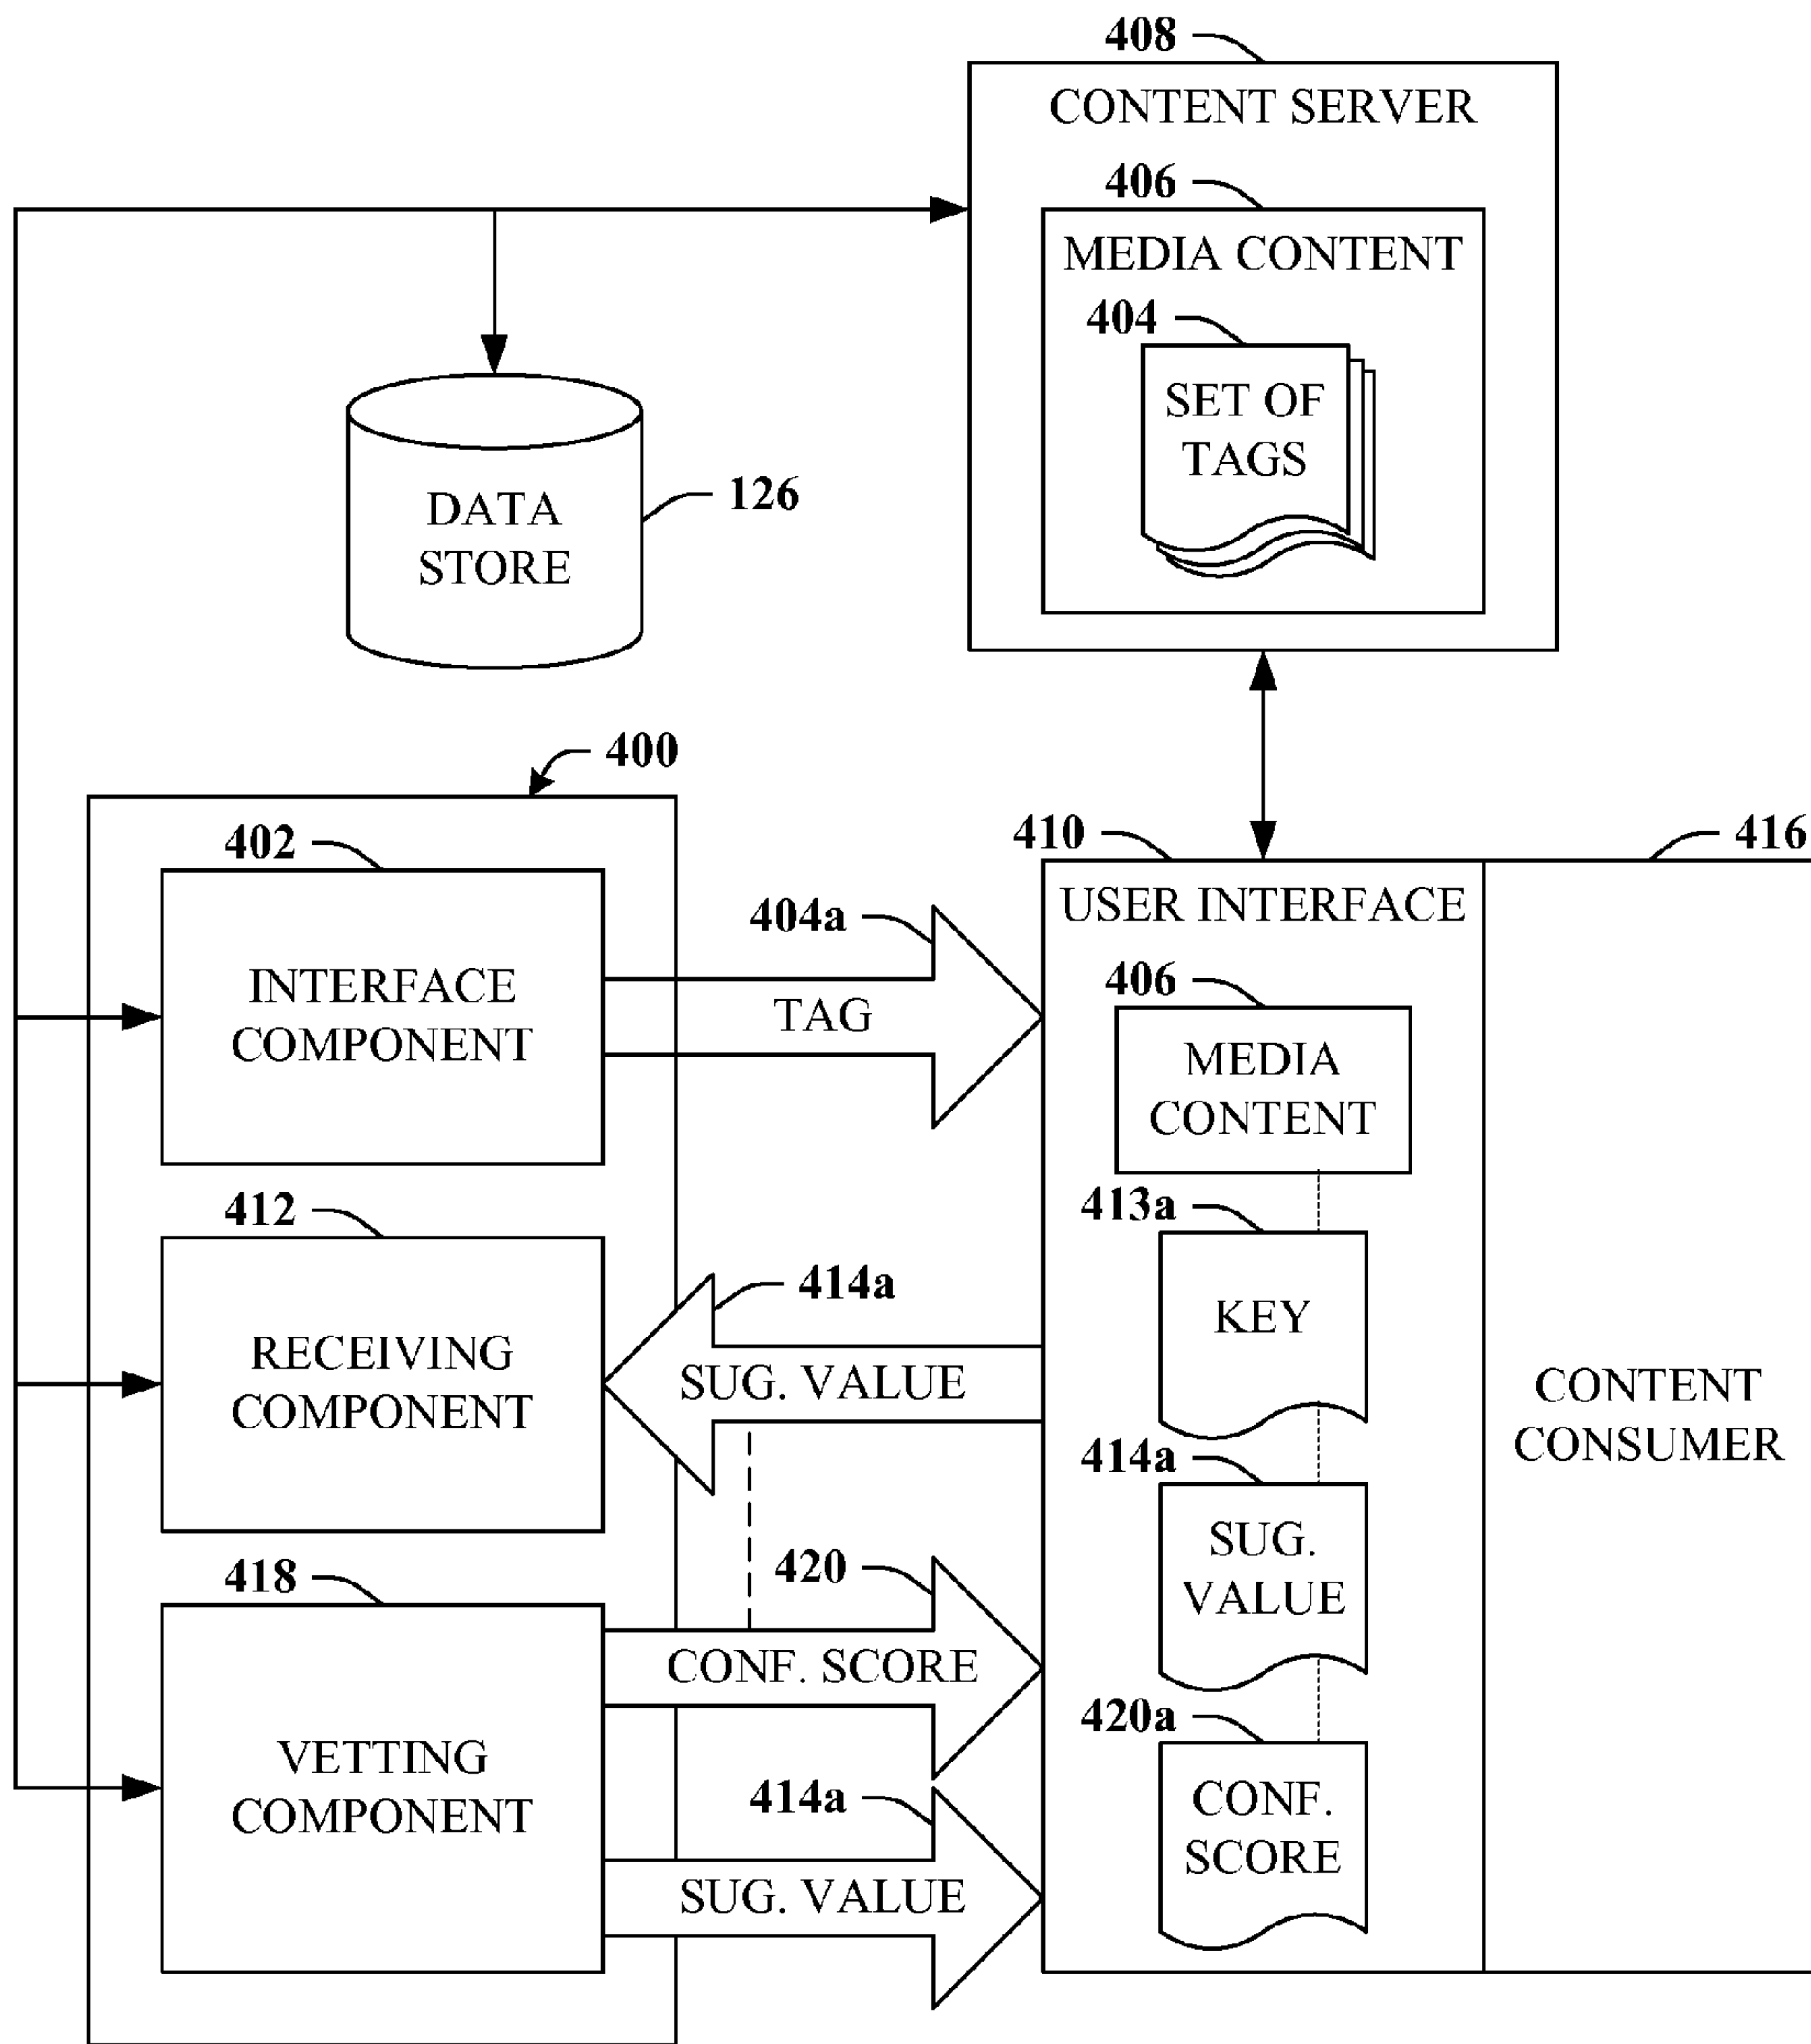 408
CONTENT SERVER
406
MEDIA CONTENT
404
SET OF
TAGS
DATA
STORE
126
400
402
INTERFACE
COMPONENT
404a
TAG
410
USER INTERFACE
416
406
MEDIA
CONTENT
412
RECEIVING
COMPONENT
414a
SUG. VALUE
413a
KEY
CONTENT
CONSUMER
414a
SUG.
VALUE
418
VETTING
COMPONENT
420
CONF. SCORE
414a
SUG. VALUE
420a
CONF.
SCORE